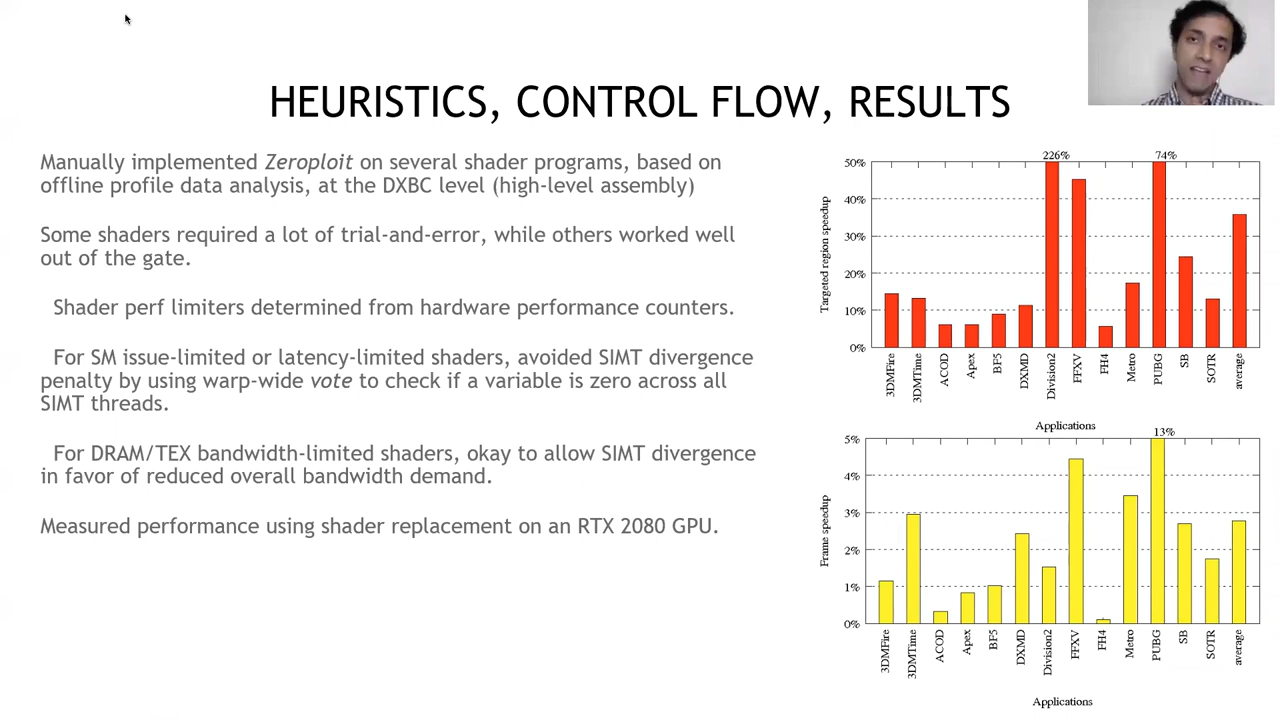 HEURISTICS, CONTROL FLOW, RESULTS
Manually implemented Zeroploit on several shader programs, based on
offline profile data analysis, at the DXBC level (high-level assembly)
Some shaders required a lot of trial-and-error, while others worked well
out of the gate.
Shader perf limiters determined from hardware performance counters.
For SM issue-limited or latency-limited shaders, avoided SIMT divergence
penalty by using warp-wide vote to check if a variable is zero across all
SIMT threads.
For DRAM/TEX bandwidth-limited shaders, okay to allow SIMT divergence
in favor of reduced overall bandwidth demand.
Measured performance using shader replacement on an RTX 2080 GPU.
226% 74%
50%
40%
30%
20%
10%
0%
Targeted region speedup
3DMFire
3DMTime
ACOD
Apex
BF5
DXMD
Division2
FFXV
FH4
Metro
PUBG
SB
SOTR
average
Applications
13%
5%
4%
3%
2%
1%
0%
Frame speedup
3DMFire
3DMTime
ACOD
Apex
BF5
DXMD
Division2
FFXV
FH4
Metro
PUBG
SB
SOTR
average
Applications